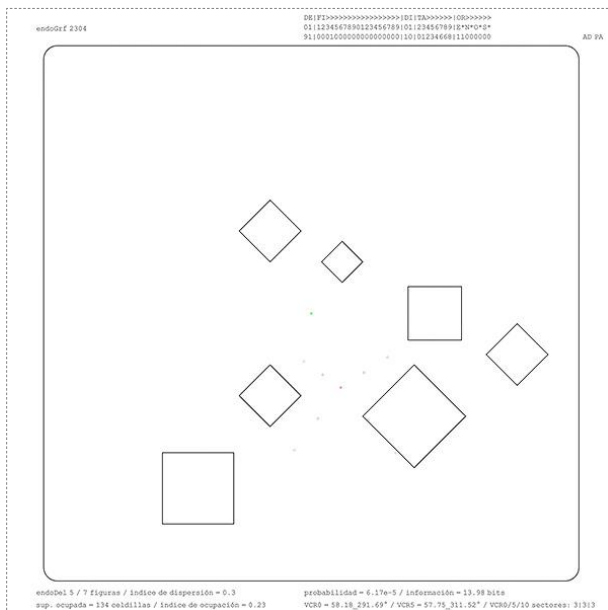 DE|FI>>>>>>>>>>>>>>>>>|DI|TA>>>>>>|OR>>>>>>
endoGrf 2304
01|1234567890123456789|01|23456789|E*N*O*S*
91|0001000000000000000|10|01234668|11000000
AD PA
endoDel 5 / 7 figuras / índice de dispersión = 0.3
probabilidad = 6.17e-5 / información = 13.98 bits
sup. ocupada = 134 celdillas / índice de ocupación = 0.23
VCR0 = 58.18_291.69° / VCR5 = 57.75_311.52° / VCR0/5/10 sectores: 3|3|3